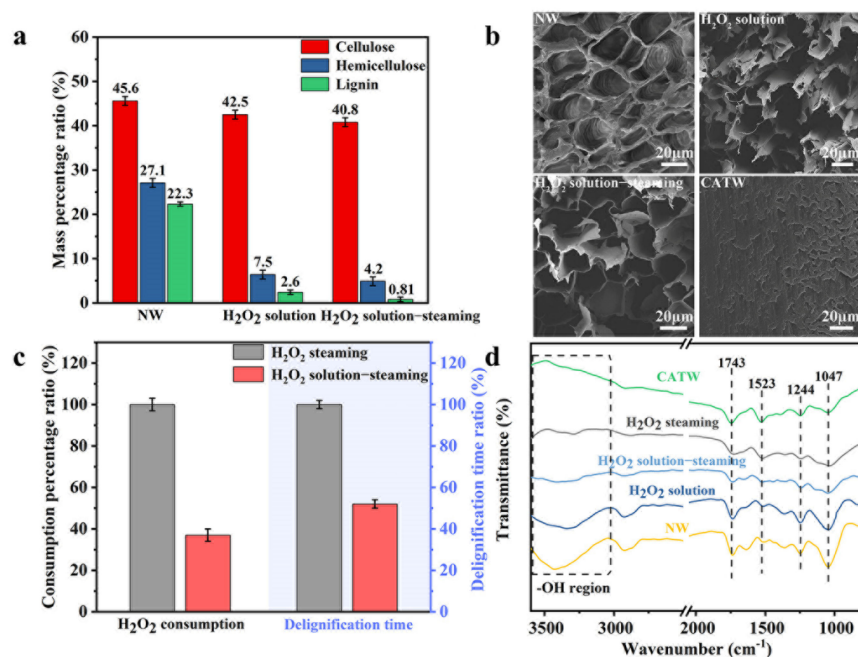 a
Mass percentage ratio (%)
60
50
40
30
20
10
0
Cellulose
Hemicellulose
Lignin
45.6
27.1
22.3
42.5
7.5
2.6
40.8
4.2
0.81
NW
H₂O₂ solution
H₂O₂ solution−steaming
b
NW
20μm
H₂O₂ solution
20μm
H₂O₂ solution−steaming
20μm
CATW
20μm
c
Consumption percentage ratio (%)
120
100
80
60
40
20
0
H₂O₂ steaming
H₂O₂ solution−steaming
120
100
80
60
40
20
0
Delignification time ratio (%)
H₂O₂ consumption
Delignification time
d
Transmittance (%)
1743
1523
1244
1047
CATW
H₂O₂ steaming
H₂O₂ solution−steaming
H₂O₂ solution
NW
-OH region
3500
3000
2000
1500
1000
Wavenumber (cm⁻¹)